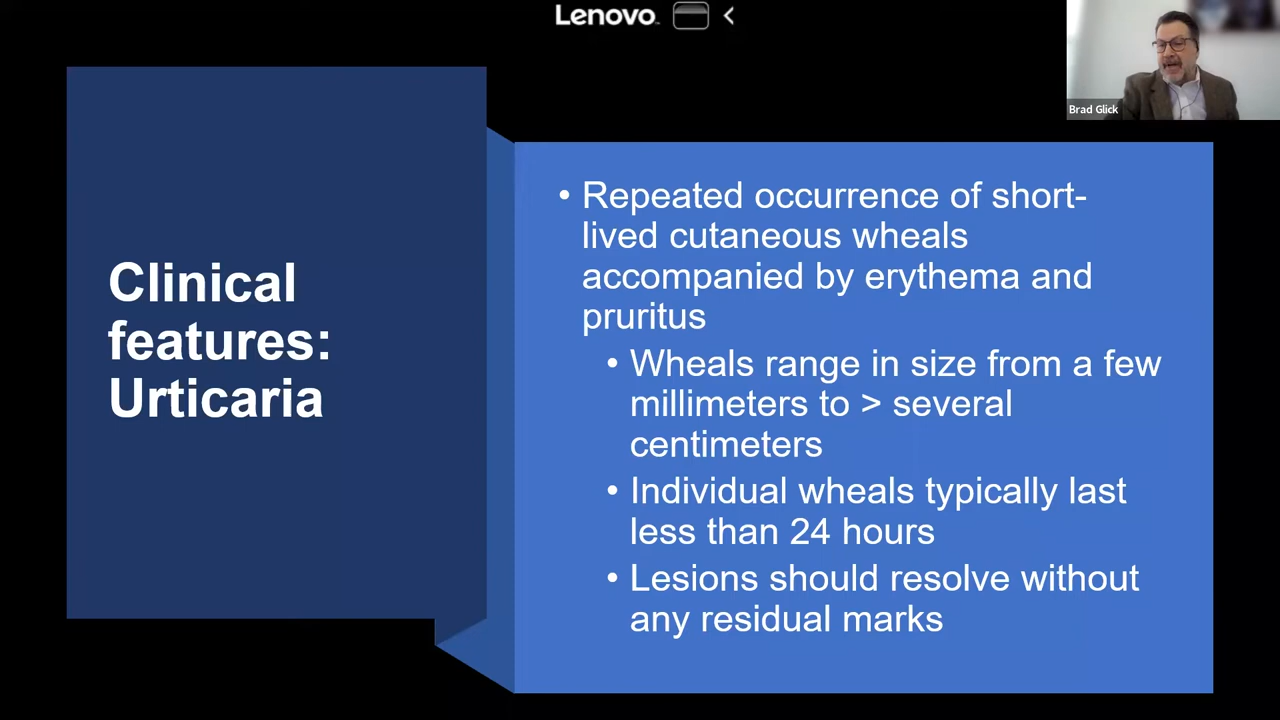 Lenovo
Brad Glick
Clinical
features:
Urticaria
• Repeated occurrence of short-
lived cutaneous wheals
accompanied by erythema and
pruritus
• Wheals range in size from a few
millimeters to > several
centimeters
• Individual wheals typically last
less than 24 hours
• Lesions should resolve without
any residual marks